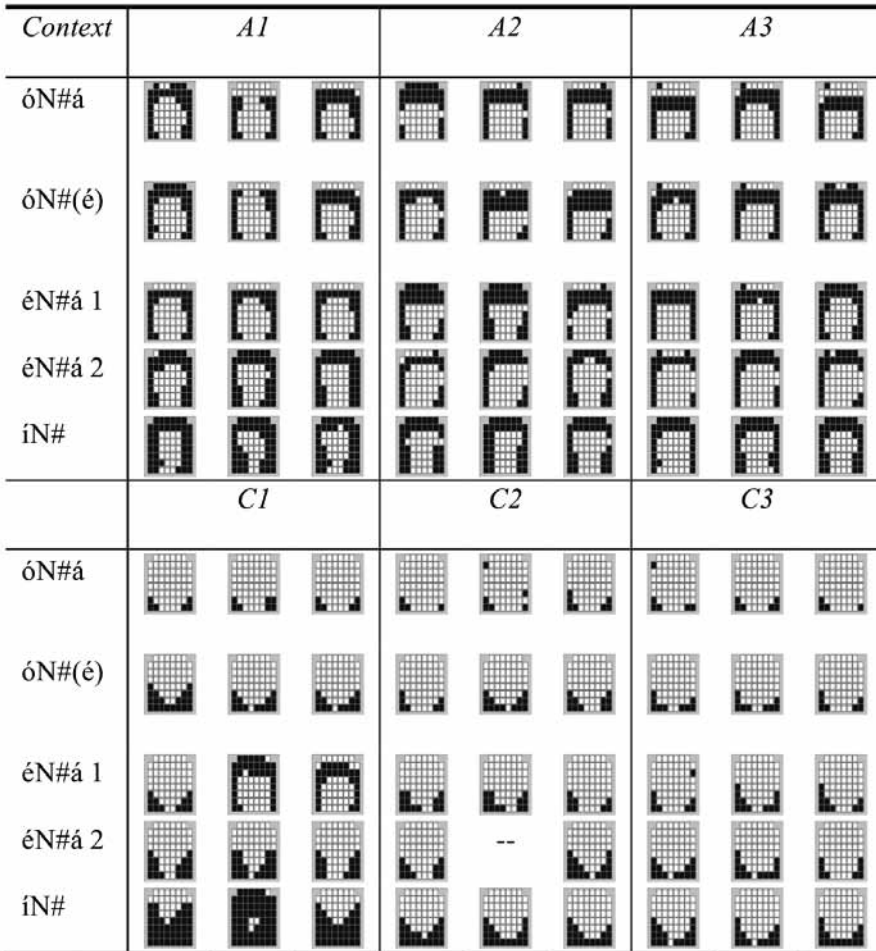 Context A1 A2 A3
óN#á
óN#(é)
éN#á 1
éN#á 2
íN#
C1 C2 C3
óN#á
óN#(é)
éN#á 1
éN#á 2 --
íN#